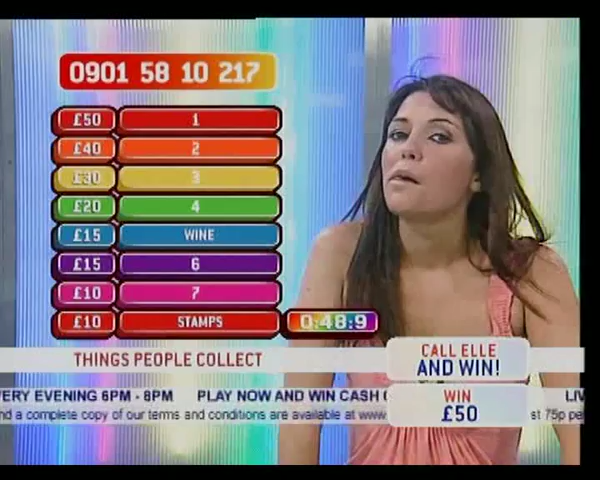 0901 58 10 217
£50 1
£40 2
£30 3
£20 4
£15 WINE
£15 6
£10 7
£10 STAMPS 0:48:9
THINGS PEOPLE COLLECT
CALL ELLE
AND WIN!
VERY EVENING 6PM - 8PM PLAY NOW AND WIN CASH LIV
WIN
£50
nd a complete copy of our terms and conditions are available at www. st 75p pe